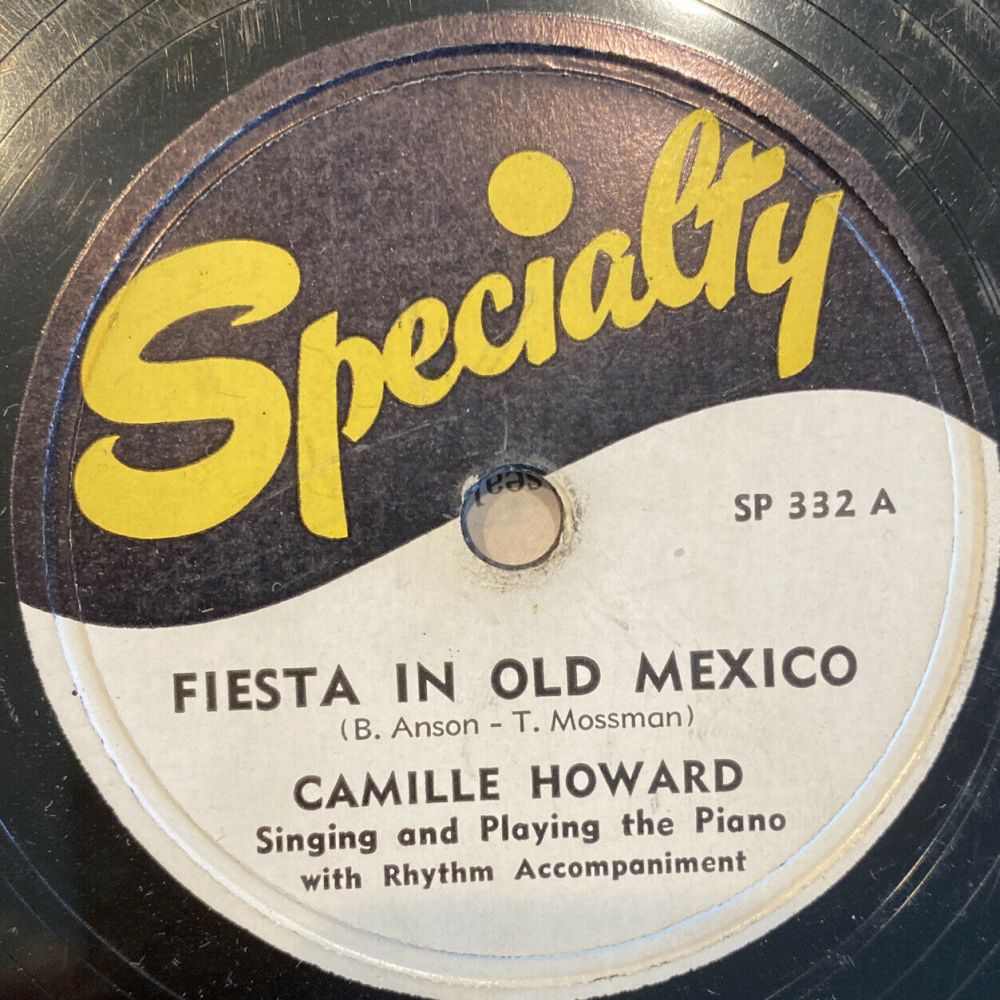 Specialty
SP 332 A
FIESTA IN OLD MEXICO
(B. Anson - T. Mossman)
CAMILLE HOWARD
Singing and Playing the Piano
with Rhythm Accompaniment